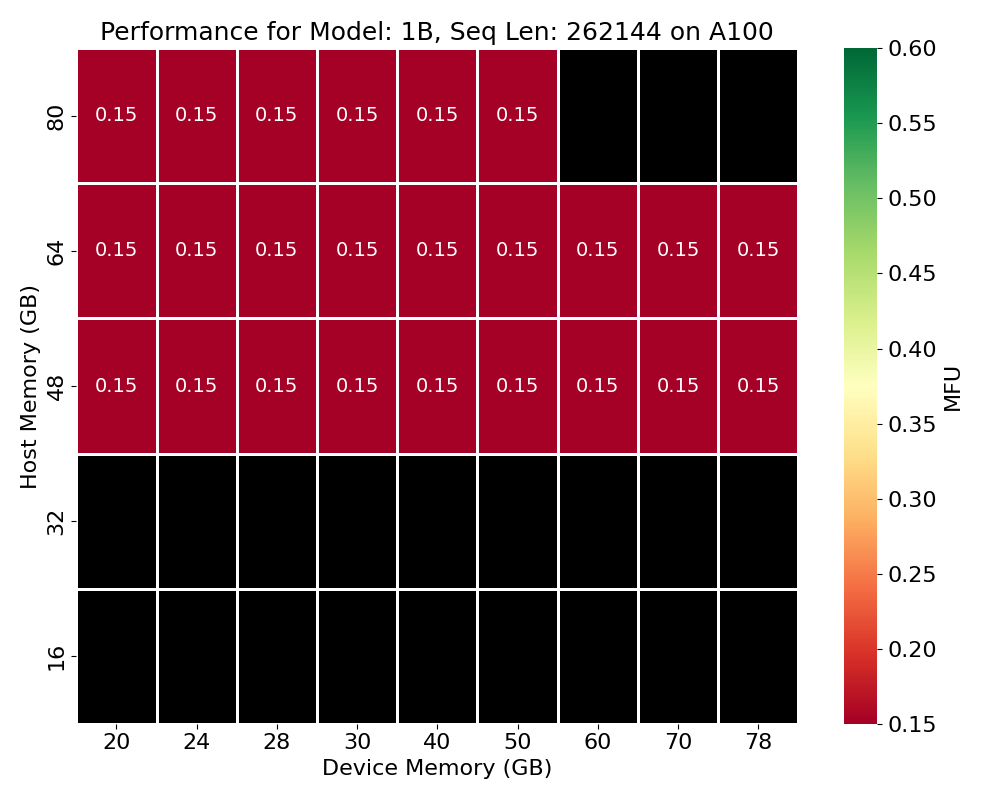 Performance for Model: 1B, Seq Len: 262144 on A100
80
0.15 0.15 0.15 0.15 0.15 0.15
64
0.15 0.15 0.15 0.15 0.15 0.15 0.15 0.15 0.15
48
0.15 0.15 0.15 0.15 0.15 0.15 0.15 0.15 0.15
32
16
Host Memory (GB)
20 24 28 30 40 50 60 70 78
Device Memory (GB)
0.60
0.55
0.50
0.45
0.40
0.35
0.30
0.25
0.20
0.15
MFU